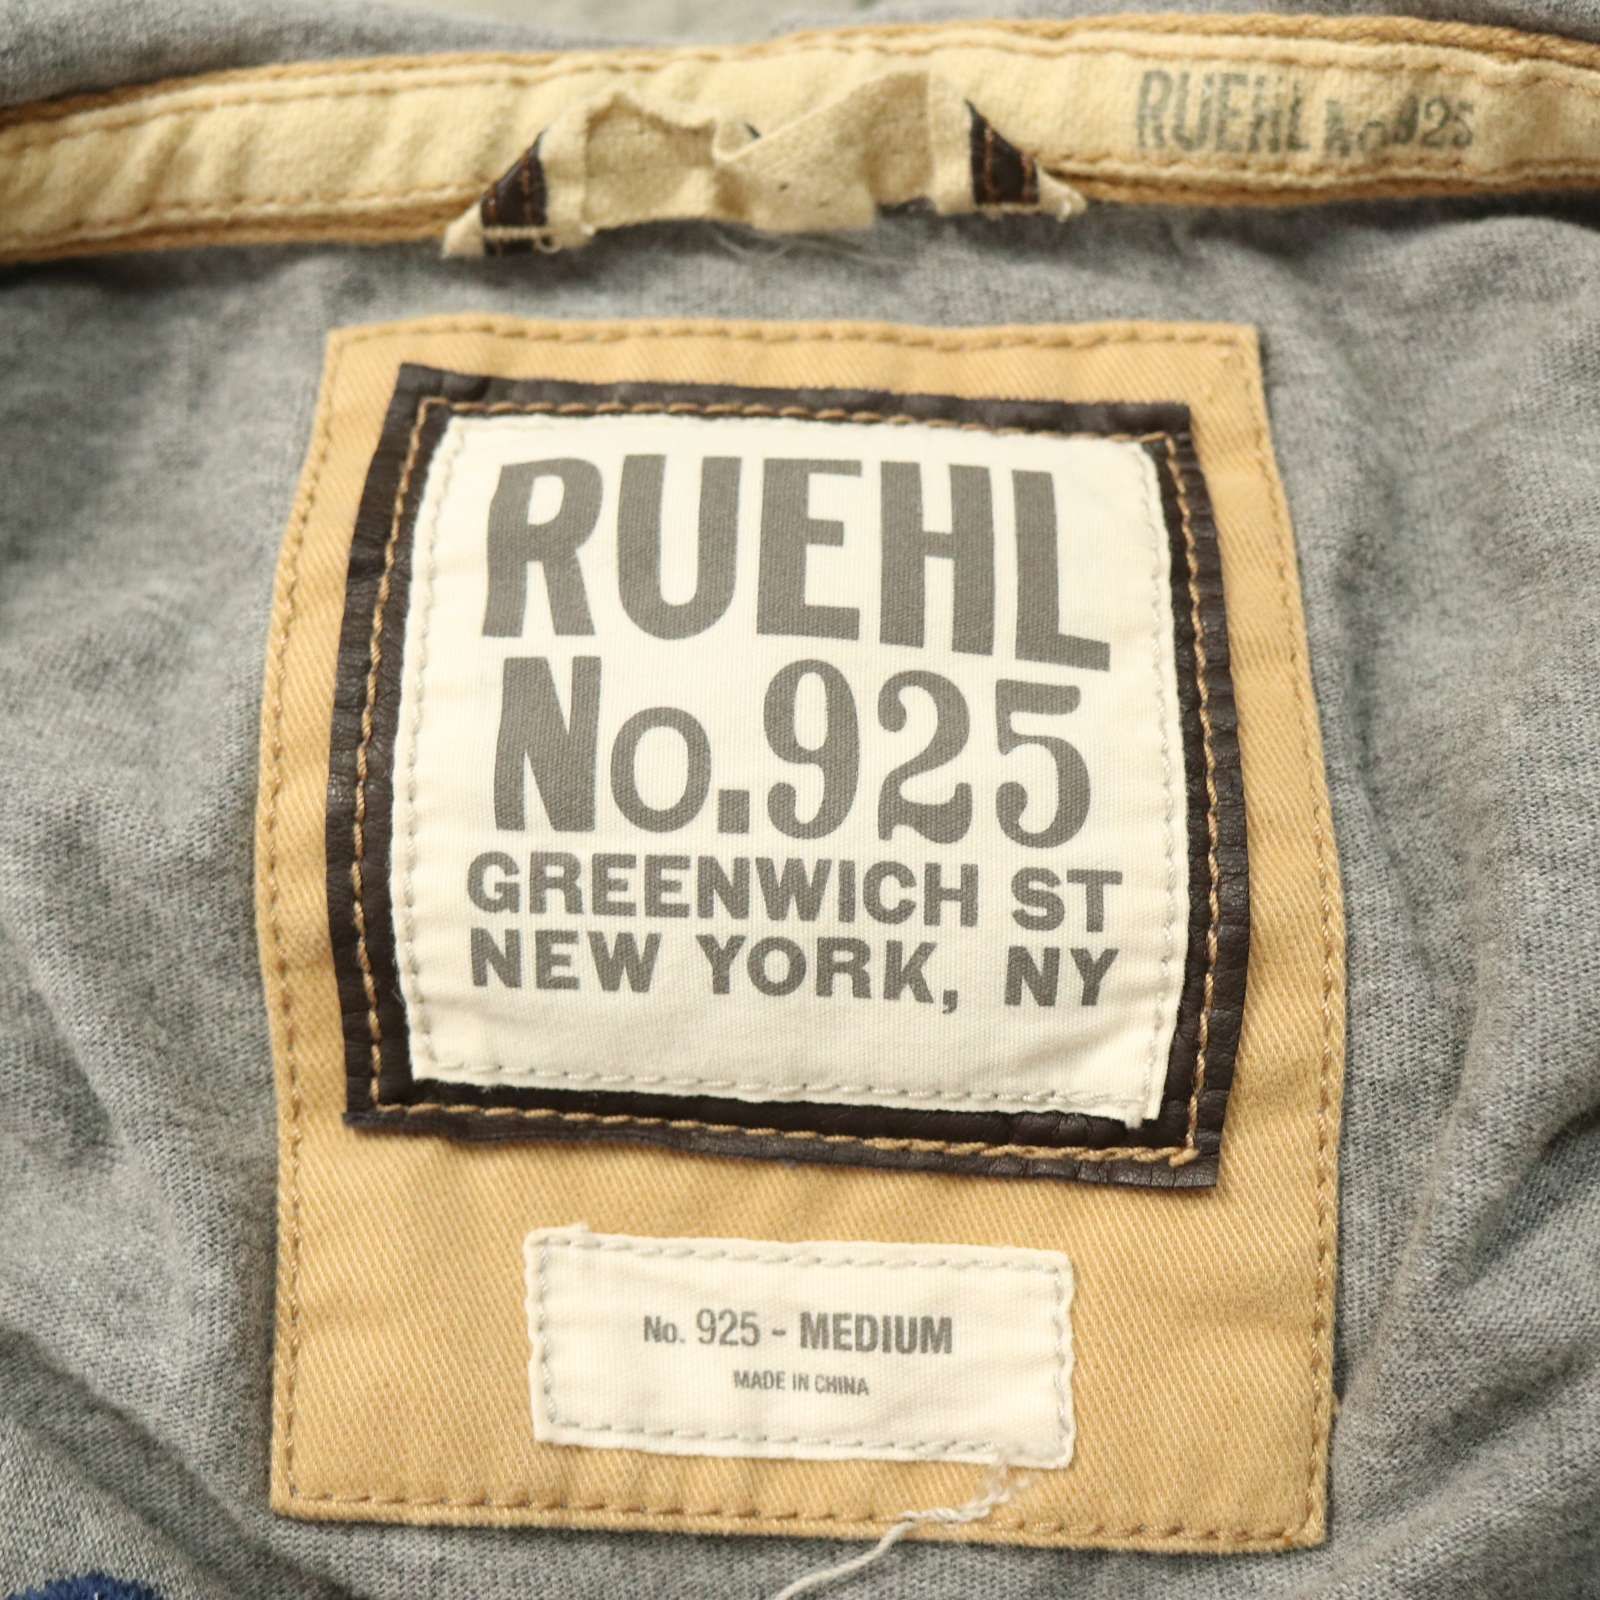 RUEHL No.925
RUEHL
No.925
GREENWICH ST
NEW YORK, NY
No. 925 - MEDIUM
MADE IN CHINA